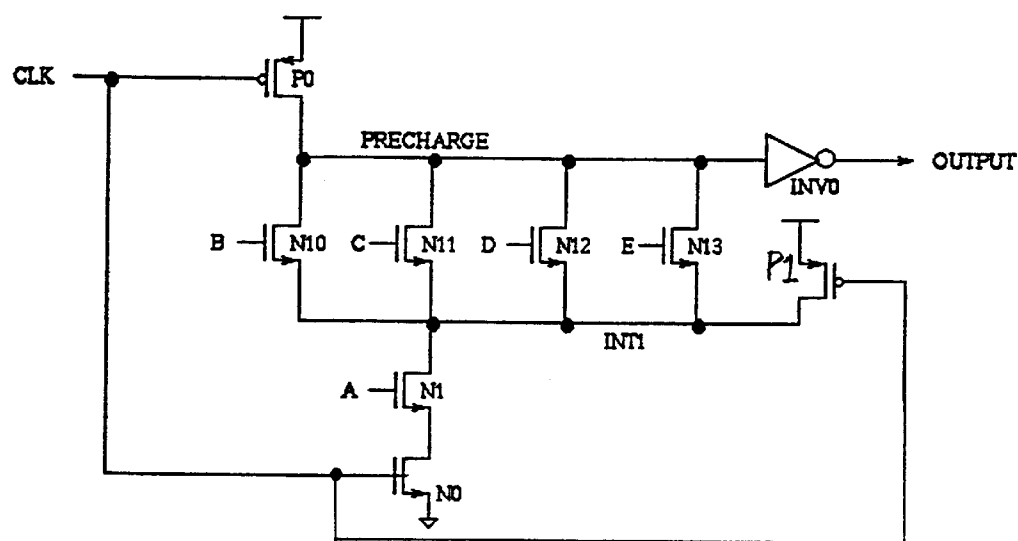 CLK
P0
PRECHARGE
OUTPUT
INV0
B
N10
C
N11
D
N12
E
N13
P1
INT1
A
N1
N0